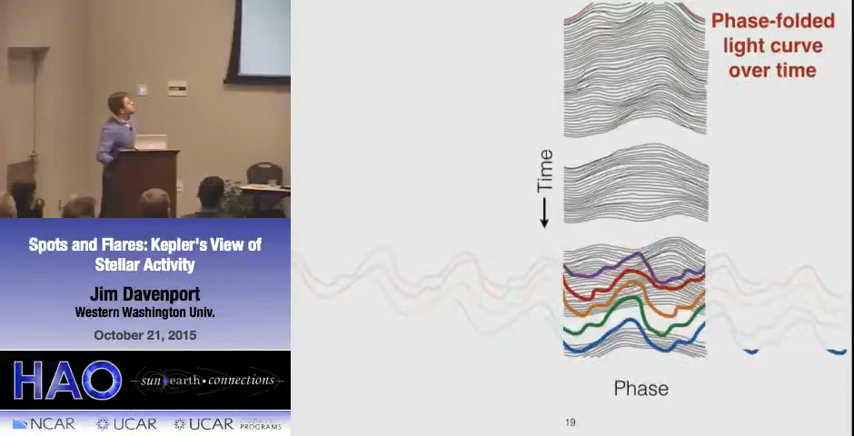 Phase-folded
light curve
over time
Time
Phase
19
Spots and Flares: Kepler's View of
Stellar Activity
Jim Davenport
Western Washington Univ.
October 21, 2015
HAO
sun earth connections
NCAR
UCAR
UCAR
PROGRAMS